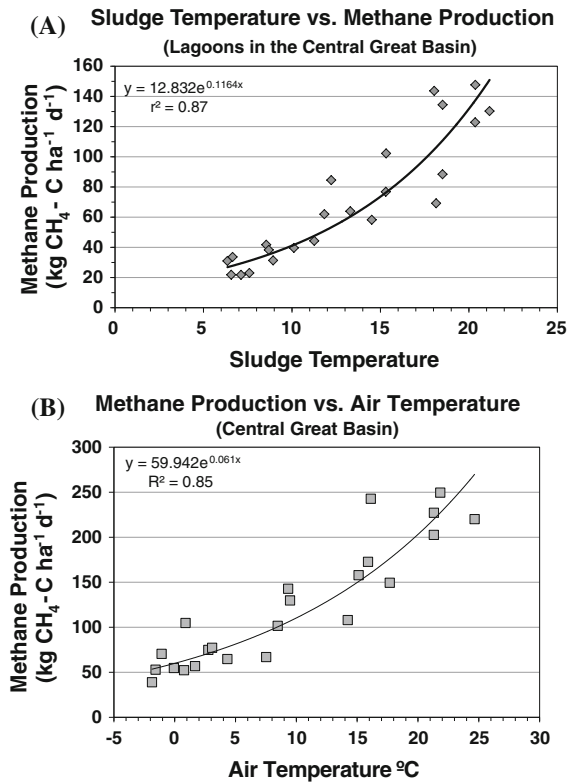 (A) Sludge Temperature vs. Methane Production
(Lagoons in the Central Great Basin)
Methane Production
(kg CH₄- C ha⁻¹ d⁻¹)
160
140
120
100
80
60
40
20
0
y = 12.832e^0.1164x
r² = 0.87
0 5 10 15 20 25
Sludge Temperature
(B) Methane Production vs. Air Temperature
(Central Great Basin)
Methane Production
(kg CH₄-C ha⁻¹ d⁻¹)
300
250
200
150
100
50
0
y = 59.942e^0.061x
R² = 0.85
-5 0 5 10 15 20 25 30
Air Temperature ºC